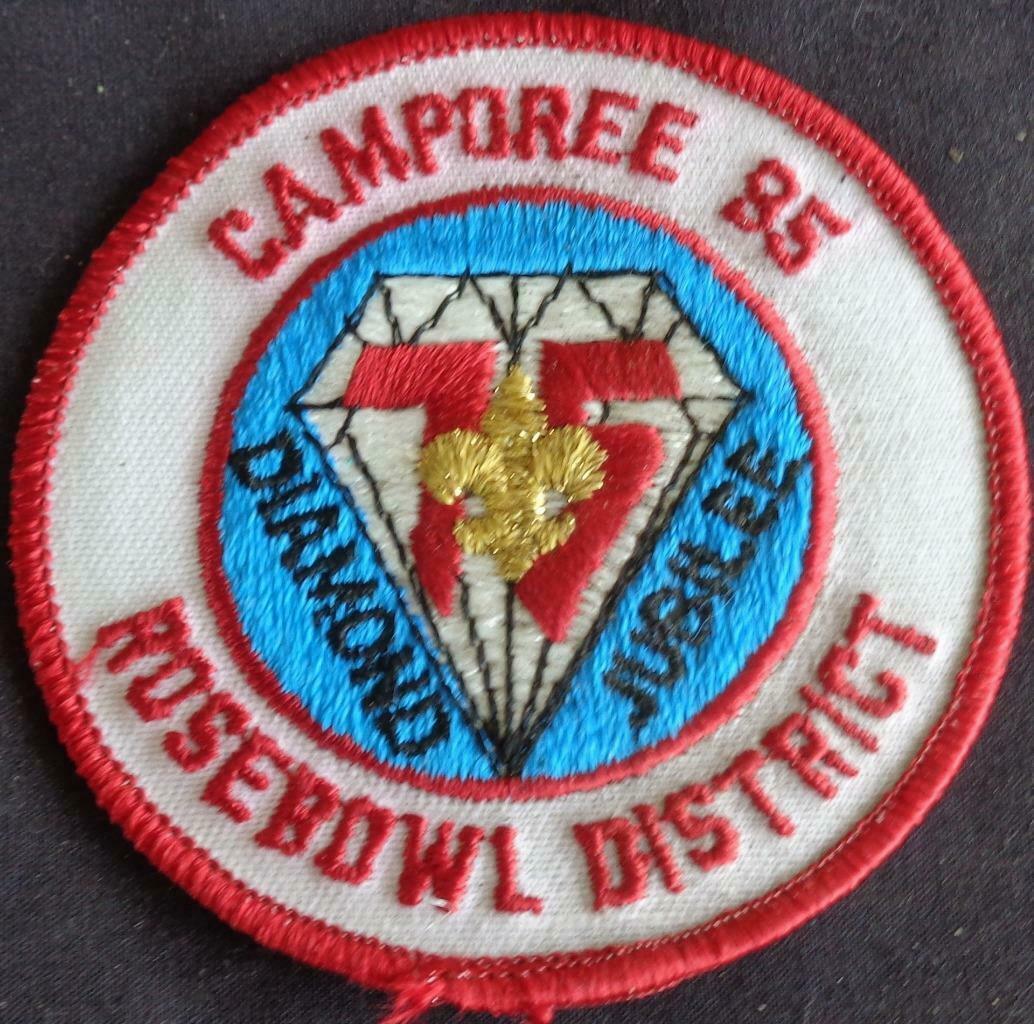 CAMPOREE 85
75
DIAMOND
JUBILEE
ROSEBOWL DISTRICT